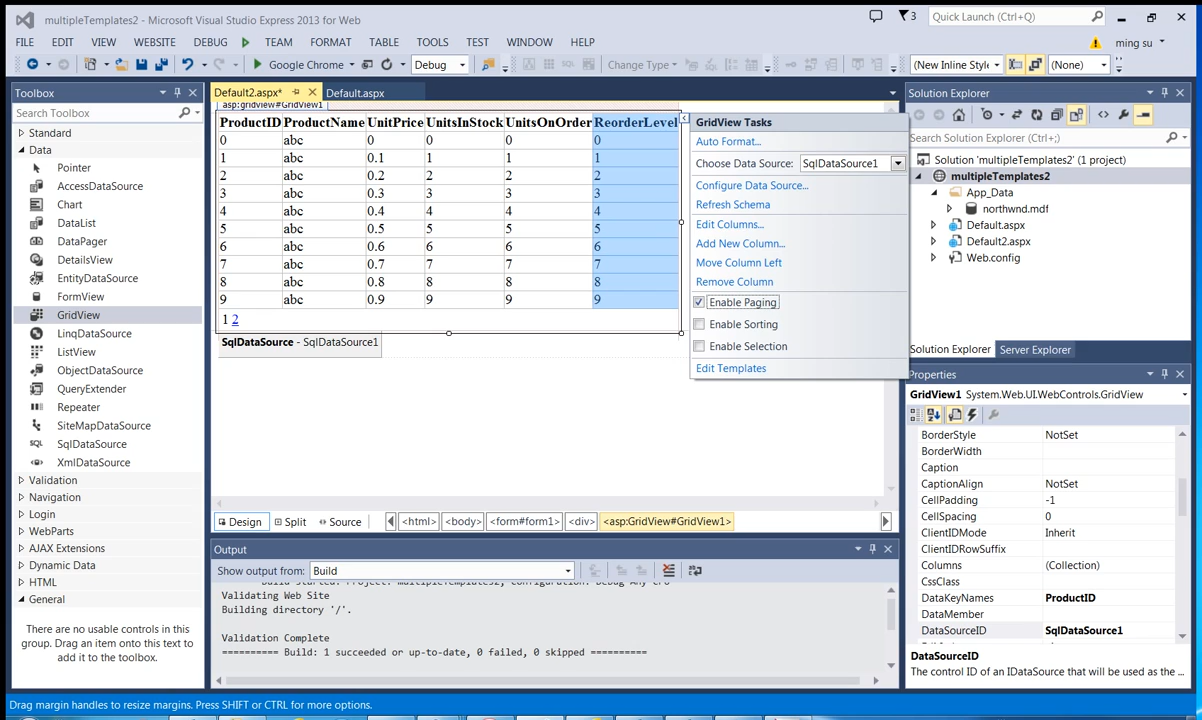 multipleTemplates2 - Microsoft Visual Studio Express 2013 for Web
3
Quick Launch (Ctrl+Q)
FILE EDIT VIEW WEBSITE DEBUG TEAM FORMAT TABLE TOOLS TEST WINDOW HELP
ming su
Google Chrome Debug Change Type (New Inline Style (None)
Toolbox
Search Toolbox
Standard
Data
Pointer
AccessDataSource
Chart
DataList
DataPager
DetailsView
EntityDataSource
FormView
GridView
LinqDataSource
ListView
ObjectDataSource
QueryExtender
Repeater
SiteMapDataSource
SqlDataSource
XmlDataSource
Validation
Navigation
Login
WebParts
AJAX Extensions
Dynamic Data
HTML
General
There are no usable controls in this
group. Drag an item onto this text to
add it to the toolbox.
Default2.aspx* Default.aspx
asp:gridview#GridView1
ProductID ProductName UnitPrice UnitsInStock UnitsOnOrder ReorderLevel
0 abc 0 0 0 0
1 abc 0.1 1 1 1
2 abc 0.2 2 2 2
3 abc 0.3 3 3 3
4 abc 0.4 4 4 4
5 abc 0.5 5 5 5
6 abc 0.6 6 6 6
7 abc 0.7 7 7 7
8 abc 0.8 8 8 8
9 abc 0.9 9 9 9
1 2
SqlDataSource - SqlDataSource1
GridView Tasks
Auto Format...
Choose Data Source: SqlDataSource1
Configure Data Source...
Refresh Schema
Edit Columns...
Add New Column...
Move Column Left
Remove Column
Enable Paging
Enable Sorting
Enable Selection
Edit Templates
Design Split Source <html> <body> <form#form1> <div> <asp:GridView#GridView1>
Output
Show output from: Build
Validating Web Site
Building directory '/'.
Validation Complete
========== Build: 1 succeeded or up-to-date, 0 failed, 0 skipped ==========
Solution Explorer
Solution 'multipleTemplates2' (1 project)
multipleTemplates2
App_Data
northwnd.mdf
Default.aspx
Default2.aspx
Web.config
Solution Explorer Server Explorer
Properties
GridView1 System.Web.UI.WebControls.GridView
BorderStyle NotSet
BorderWidth
Caption
CaptionAlign NotSet
CellPadding -1
CellSpacing 0
ClientIDMode Inherit
ClientIDRowSuffix
Columns (Collection)
CssClass
DataKeyNames ProductID
DataMember
DataSourceID SqlDataSource1
DataSourceID
The control ID of an IDataSource that will be used as the ...
Drag margin handles to resize margins. Press SHIFT or CTRL for more options.